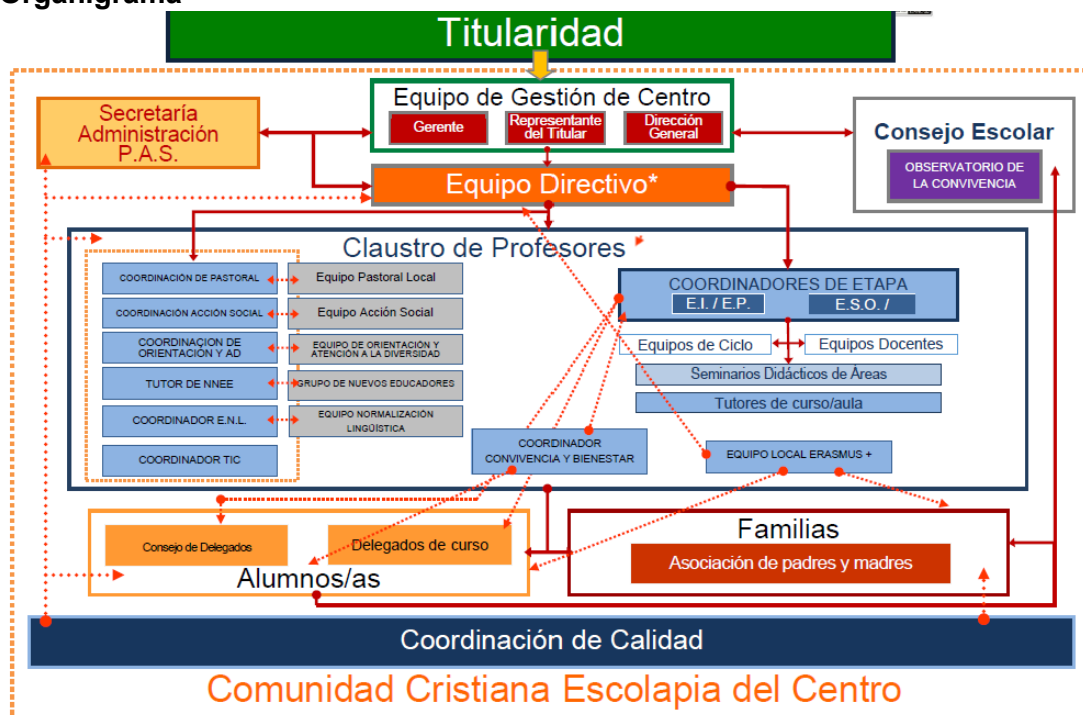 Organigrama
Titularidad
Equipo de Gestión de Centro
Gerente
Representante
del Titular
Dirección
General
Secretaría
Administración
P.A.S.
Consejo Escolar
OBSERVATORIO DE
LA CONVIVENCIA
Equipo Directivo*
Claustro de Profesores
COORDINACIÓN DE PASTORAL
Equipo Pastoral Local
COORDINACIÓN ACCIÓN SOCIAL
Equipo Acción Social
COORDINAÇION DE
ORIENTACIÓN Y AD
EQUIPO DE ORIENTACIÓN Y
ATENCIÓN A LA DIVERSIDAD
TUTOR DE NNEE
GRUPO DE NUEVOS EDUCADORES
COORDINADOR E.N.L.
EQUIPO NORMALIZACIÓN
LINGÜÍSTICA
COORDINADOR TIC
COORDINADORES DE ETAPA
E.I. / E.P.
E.S.O. /
Equipos de Ciclo
Equipos Docentes
Seminarios Didácticos de Àreas
Tutores de curso/aula
COORDINADOR
CONVIVENCIA Y BIENESTAR
EQUIPO LOCAL ERASMUS +
Consejo de Delegados
Delegados de curso
Alumnos/as
Familias
Asociación de padres y madres
Coordinación de Calidad
Comunidad Cristiana Escolapia del Centro